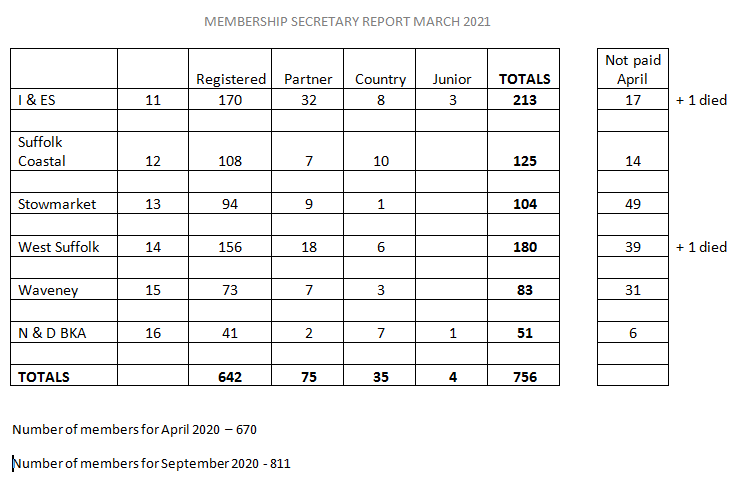 MEMBERSHIP SECRETARY REPORT MARCH 2021
Registered Partner Country Junior TOTALS Not paid April
I & ES 11 170 32 8 3 213 17 + 1 died
Suffolk Coastal 12 108 7 10 125 14
Stowmarket 13 94 9 1 104 49
West Suffolk 14 156 18 6 180 39 + 1 died
Waveney 15 73 7 3 83 31
N & D BKA 16 41 2 7 1 51 6
TOTALS 642 75 35 4 756
Number of members for April 2020 – 670
Number of members for September 2020 - 811